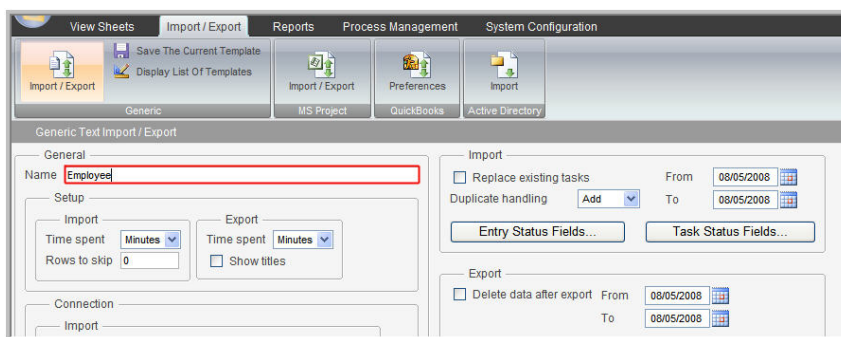 View Sheets Import / Export Reports Process Management System Configuration
Save The Current Template
Display List Of Templates
Import / Export Import / Export Preferences Import
Generic MS Project QuickBooks Active Directory
Generic Text Import / Export
General
Name Employee
Setup
Import
Time spent Minutes
Rows to skip 0
Export
Time spent Minutes
Show titles
Connection
Import
Import
Replace existing tasks From 08/05/2008
Duplicate handling Add To 08/05/2008
Entry Status Fields... Task Status Fields...
Export
Delete data after export From 08/05/2008
To 08/05/2008